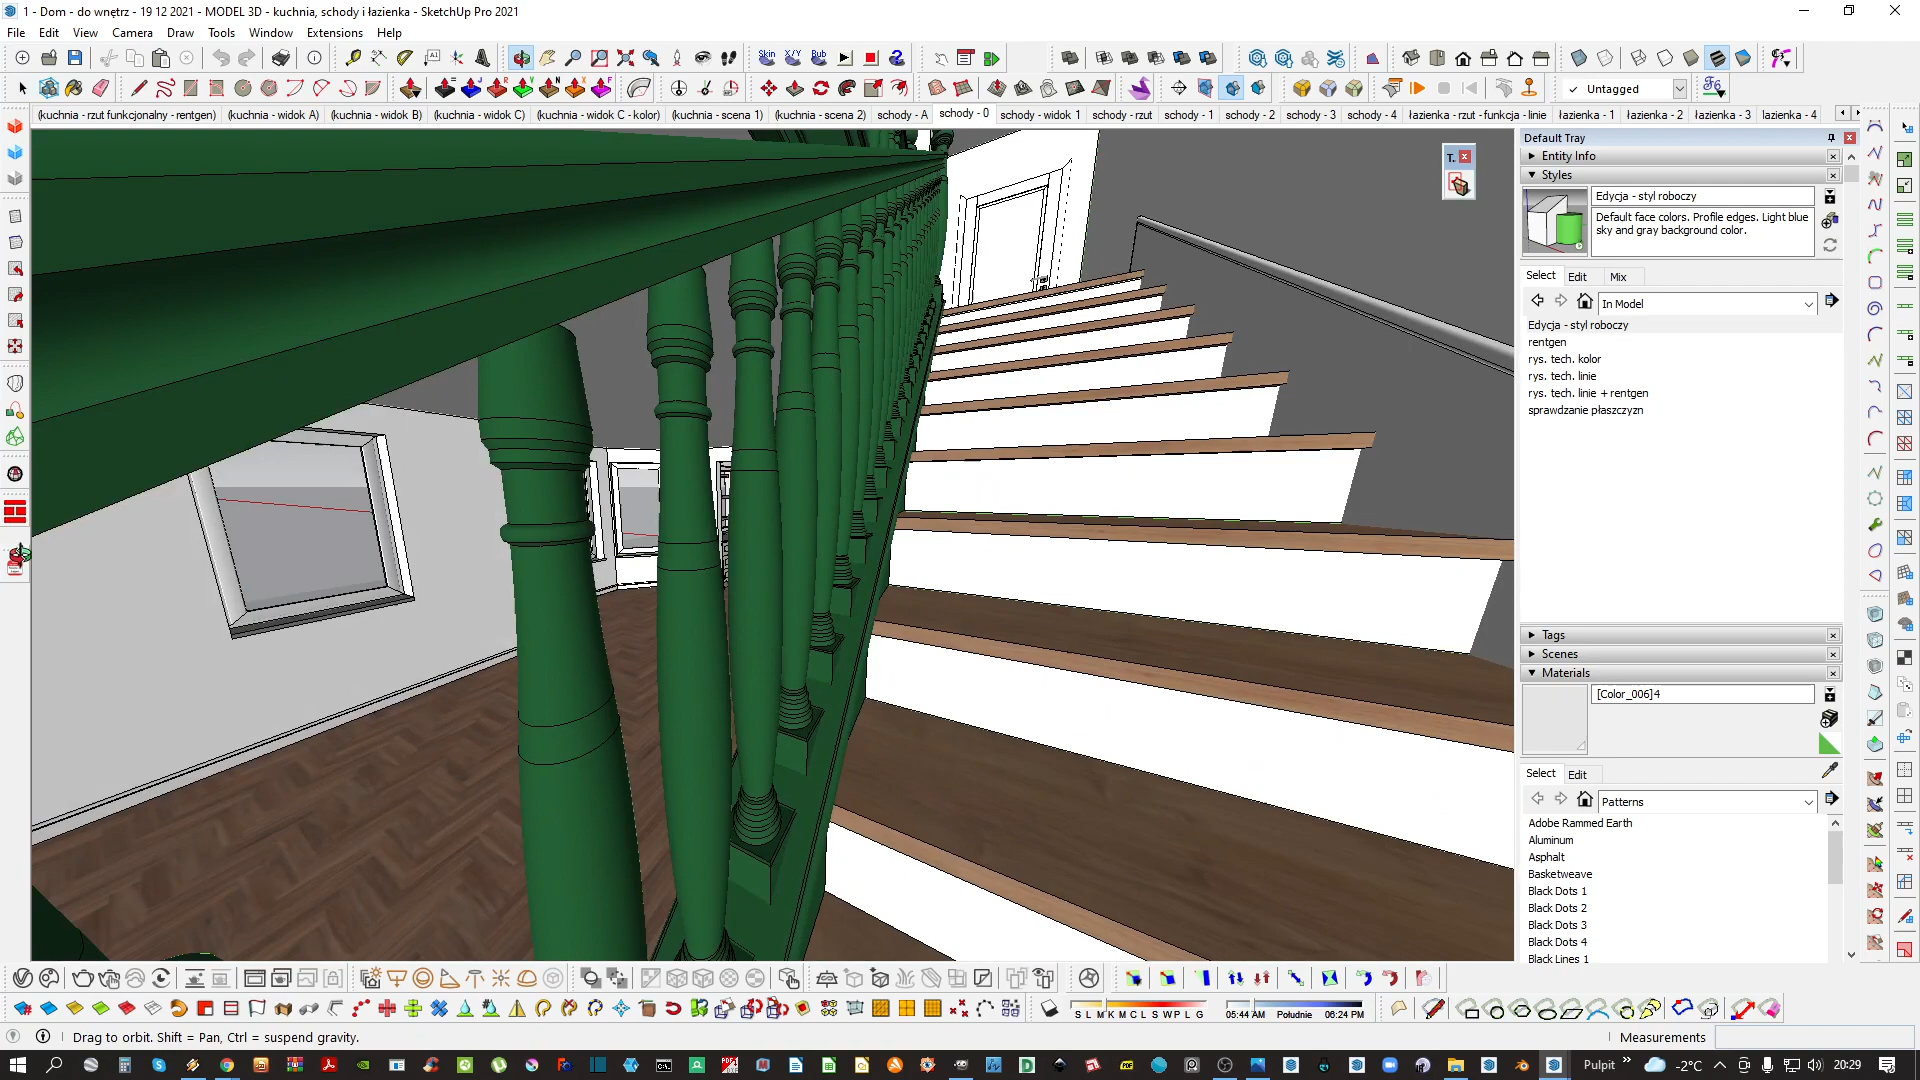 1 - Dom - do wnętrz - 19 12 2021 - MODEL 3D - kuchnia, schody i łazienka - SketchUp Pro 2021
File Edit View Camera Draw Tools Window Extensions Help
Skin X/Y Bub
✓ Untagged
(kuchnia - rzut funkcjonalny - rentgen) (kuchnia - widok A) (kuchnia - widok B) (kuchnia - widok C) (kuchnia - widok C - kolor) (kuchnia - scena 1) (kuchnia - scena 2) schody - A schody - 0 schody - widok 1 schody - rzut schody - 1 schody - 2 schody - 3 schody - 4 łazienka - rzut - funkcja - linie łazienka - 1 łazienka - 2 łazienka - 3 lazienka - 4
T.
Default Tray
Entity Info
Styles
Edycja - styl roboczy
Default face colors. Profile edges. Light blue
sky and gray background color.
Select Edit Mix
In Model
Edycja - styl roboczy
rentgen
rys. tech. kolor
rys. tech. linie
rys. tech. linie + rentgen
sprawdzanie płaszczyzn
Tags
Scenes
Materials
[Color_006]4
Select Edit
Patterns
Adobe Rammed Earth
Aluminum
Asphalt
Basketweave
Black Dots 1
Black Dots 2
Black Dots 3
Black Dots 4
Black Lines 1
S L M K M C L S W P L G
05:44 AM Południe 06:24 PM
Drag to orbit. Shift = Pan, Ctrl = suspend gravity.
Measurements
Pulpit
-2°C
20:29